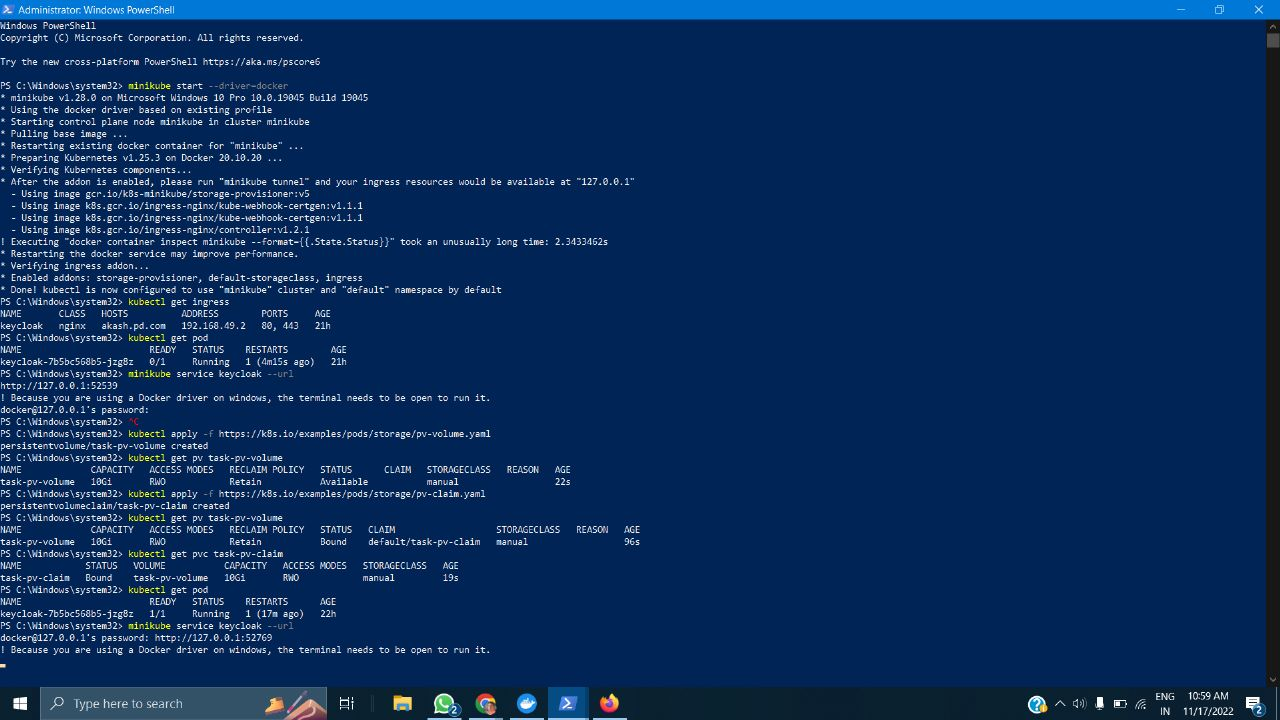 Administrator: Windows PowerShell
Windows PowerShell
Copyright (C) Microsoft Corporation. All rights reserved.
Try the new cross-platform PowerShell https://aka.ms/pscore6
PS C:\Windows\system32> minikube start --driver=docker
* minikube v1.28.0 on Microsoft Windows 10 Pro 10.0.19045 Build 19045
* Using the docker driver based on existing profile
* Starting control plane node minikube in cluster minikube
* Pulling base image ...
* Restarting existing docker container for "minikube" ...
* Preparing Kubernetes v1.25.3 on Docker 20.10.20 ...
* Verifying Kubernetes components...
* After the addon is enabled, please run "minikube tunnel" and your ingress resources would be available at "127.0.0.1"
- Using image gcr.io/k8s-minikube/storage-provisioner:v5
- Using image k8s.gcr.io/ingress-nginx/kube-webhook-certgen:v1.1.1
- Using image k8s.gcr.io/ingress-nginx/kube-webhook-certgen:v1.1.1
- Using image k8s.gcr.io/ingress-nginx/controller:v1.2.1
! Executing "docker container inspect minikube --format={{.State.Status}}" took an unusually long time: 2.3433462s
* Restarting the docker service may improve performance.
* Verifying ingress addon...
* Enabled addons: storage-provisioner, default-storageclass, ingress
* Done! kubectl is now configured to use "minikube" cluster and "default" namespace by default
PS C:\Windows\system32> kubectl get ingress
NAME CLASS HOSTS ADDRESS PORTS AGE
keycloak nginx akash.pd.com 192.168.49.2 80, 443 21h
PS C:\Windows\system32> kubectl get pod
NAME READY STATUS RESTARTS AGE
keycloak-7b5bc568b5-jzg8z 0/1 Running 1 (4m15s ago) 21h
PS C:\Windows\system32> minikube service keycloak --url
http://127.0.0.1:52539
! Because you are using a Docker driver on windows, the terminal needs to be open to run it.
docker@127.0.0.1's password:
PS C:\Windows\system32> ^C
PS C:\Windows\system32> kubectl apply -f https://k8s.io/examples/pods/storage/pv-volume.yaml
persistentvolume/task-pv-volume created
PS C:\Windows\system32> kubectl get pv task-pv-volume
NAME CAPACITY ACCESS MODES RECLAIM POLICY STATUS CLAIM STORAGECLASS REASON AGE
task-pv-volume 10Gi RWO Retain Available manual 22s
PS C:\Windows\system32> kubectl apply -f https://k8s.io/examples/pods/storage/pv-claim.yaml
persistentvolumeclaim/task-pv-claim created
PS C:\Windows\system32> kubectl get pv task-pv-volume
NAME CAPACITY ACCESS MODES RECLAIM POLICY STATUS CLAIM STORAGECLASS REASON AGE
task-pv-volume 10Gi RWO Retain Bound default/task-pv-claim manual 96s
PS C:\Windows\system32> kubectl get pvc task-pv-claim
NAME STATUS VOLUME CAPACITY ACCESS MODES STORAGECLASS AGE
task-pv-claim Bound task-pv-volume 10Gi RWO manual 19s
PS C:\Windows\system32> kubectl get pod
NAME READY STATUS RESTARTS AGE
keycloak-7b5bc568b5-jzg8z 1/1 Running 1 (17m ago) 22h
PS C:\Windows\system32> minikube service keycloak --url
docker@127.0.0.1's password: http://127.0.0.1:52769
! Because you are using a Docker driver on windows, the terminal needs to be open to run it.
Type here to search
2
ENG
IN
10:59 AM
11/17/2022
2